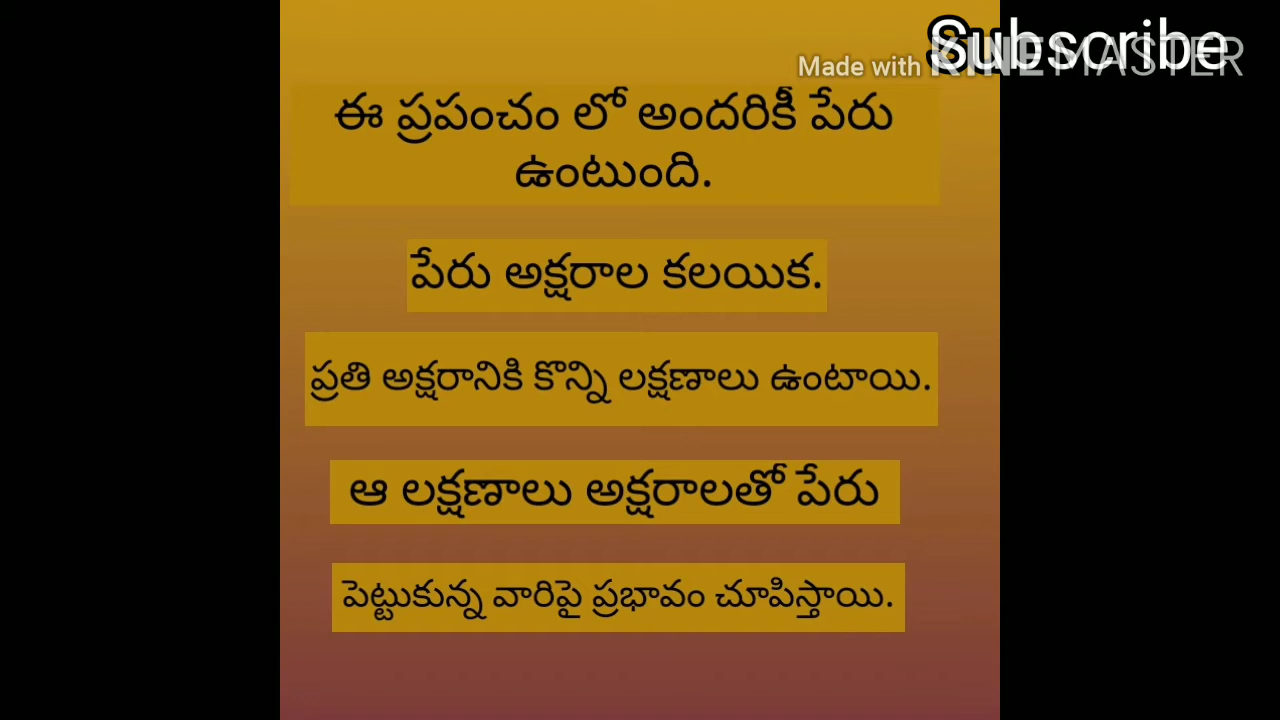 Subscribe
Made with KINEMASTER
ఈ ప్రపంచం లో అందరికీ పేరు
ఉంటుంది.
పేరు అక్షరాల కలయిక.
ప్రతి అక్షరానికి కొన్ని లక్షణాలు ఉంటాయి.
ఆ లక్షణాలు అక్షరాలతో పేరు
పెట్టుకున్న వారిపై ప్రభావం చూపిస్తాయి.